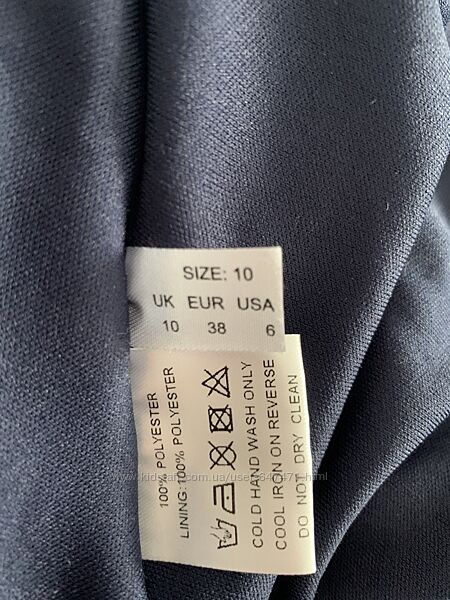 SIZE: 10
UK EUR USA
10 38 6
100% POLYESTER
LINING:100% POLYESTER
COLD HAND WASH ONLY
COOL IRON ON REVERSE
DO NOT DRY CLEAN